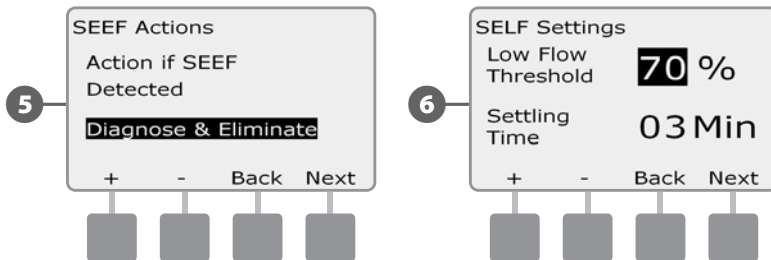 5
SEEF Actions
Action if SEEF
Detected
Diagnose & Eliminate
+ - Back Next
6
SELF Settings
Low Flow
Threshold 70 %
Settling
Time 03 Min
+ - Back Next